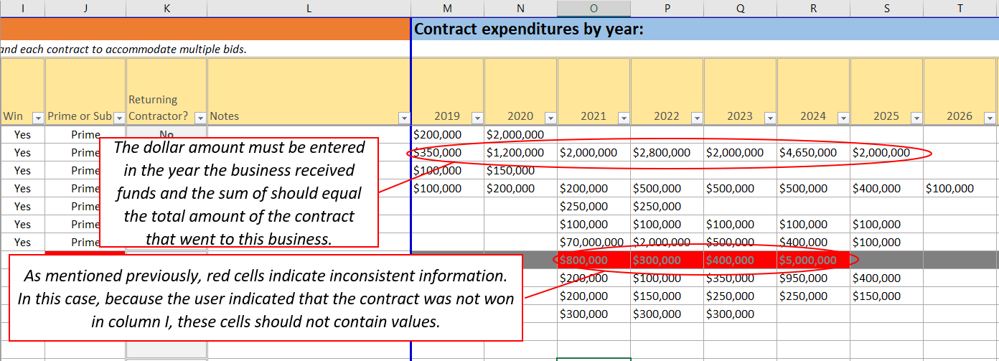 I J K L M N O P Q R S T
Contract expenditures by year:
and each contract to accommodate multiple bids.
Returning
Win Prime or Sub Contractor? Notes 2019 2020 2021 2022 2023 2024 2025 2026
Yes Prime No $200,000 $2,000,000
Yes Prime $350,000 $1,200,000 $2,000,000 $2,800,000 $2,000,000 $4,650,000 $2,000,000
Yes Prime $100,000 $150,000
Yes Prime $100,000 $200,000 $200,000 $500,000 $500,000 $500,000 $400,000 $100,000
Yes Prime $250,000 $250,000
Yes Prime $100,000 $100,000 $100,000 $100,000 $100,000
Yes Prime $70,000,000 $2,000,000 $500,000 $400,000 $100,000
$800,000 $300,000 $400,000 $5,000,000
$200,000 $100,000 $350,000 $950,000 $400,000
$200,000 $150,000 $250,000 $250,000 $150,000
$300,000 $300,000 $300,000
The dollar amount must be entered
in the year the business received
funds and the sum of should equal
the total amount of the contract
that went to this business.
As mentioned previously, red cells indicate inconsistent information.
In this case, because the user indicated that the contract was not won
in column I, these cells should not contain values.